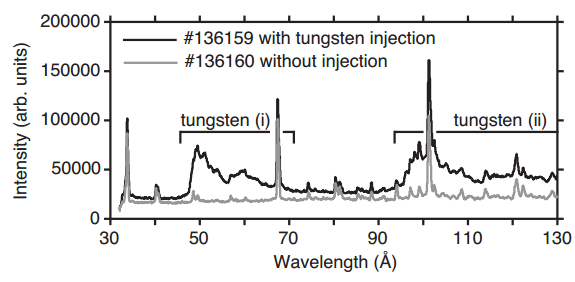 200000
150000
100000
50000
0
Intensity (arb. units)
#136159 with tungsten injection
#136160 without injection
tungsten (i)
tungsten (ii)
30 50 70 90 110 130
Wavelength (Å)